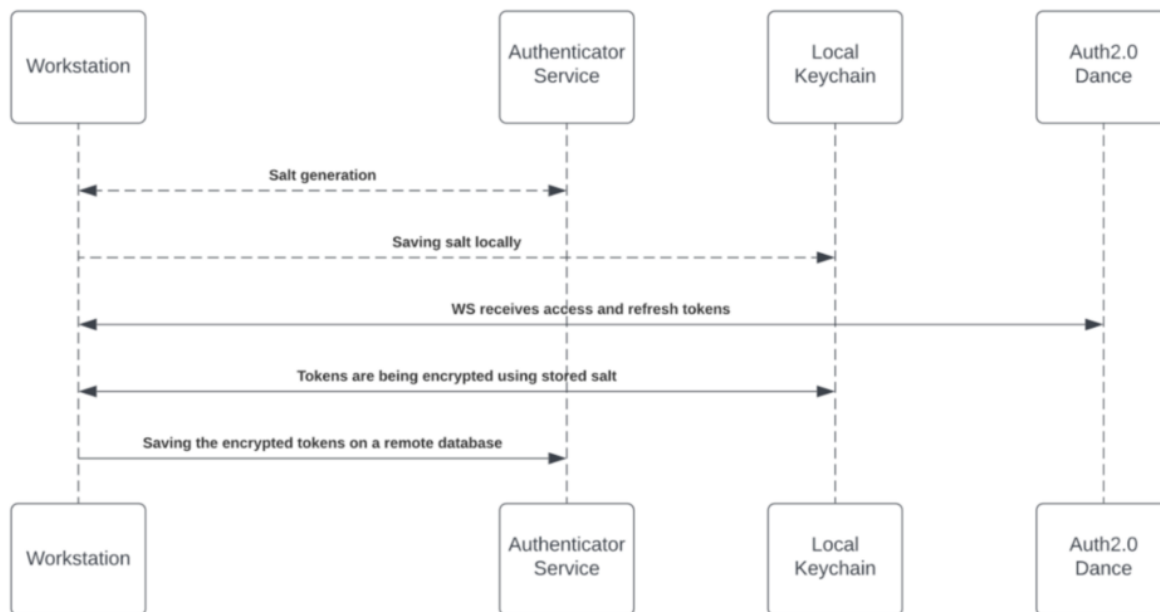 Workstation
Authenticator
Service
Local
Keychain
Auth2.0
Dance
Salt generation
Saving salt locally
WS receives access and refresh tokens
Tokens are being encrypted using stored salt
Saving the encrypted tokens on a remote database
Workstation
Authenticator
Service
Local
Keychain
Auth2.0
Dance